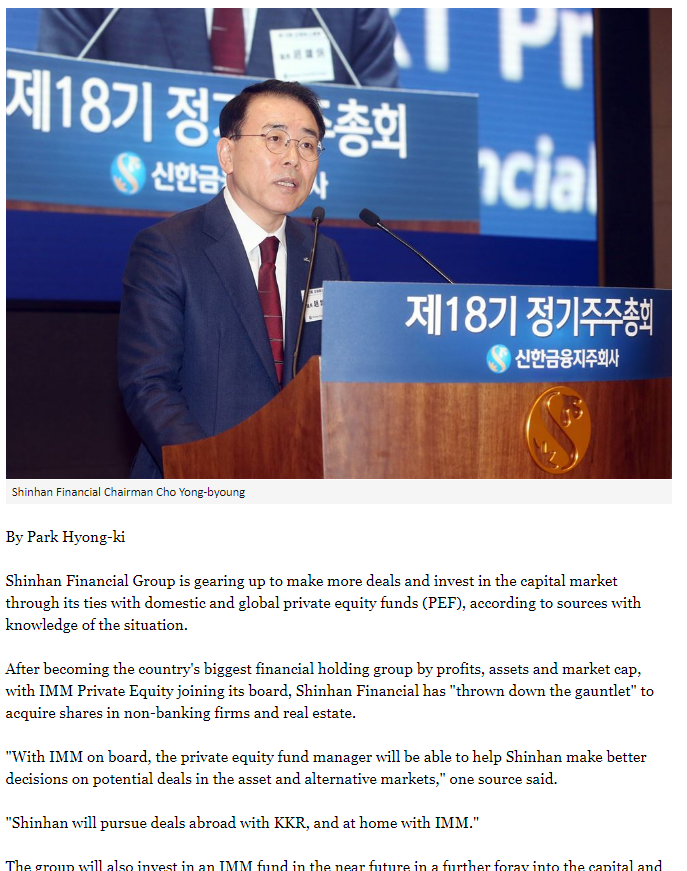 제18기 정기주주총회
신한금융
사
ncial
제18기 정기주주총회
신한금융지주회사
Shinhan Financial Chairman Cho Yong-byoung
By Park Hyong-ki
Shinhan Financial Group is gearing up to make more deals and invest in the capital market
through its ties with domestic and global private equity funds (PEF), according to sources with
knowledge of the situation.
After becoming the country's biggest financial holding group by profits, assets and market cap,
with IMM Private Equity joining its board, Shinhan Financial has "thrown down the gauntlet" to
acquire shares in non-banking firms and real estate.
"With IMM on board, the private equity fund manager will be able to help Shinhan make better
decisions on potential deals in the asset and alternative markets," one source said.
"Shinhan will pursue deals abroad with KKR, and at home with IMM."
The group will also invest in an IMM fund in the near future in a further foray into the capital and